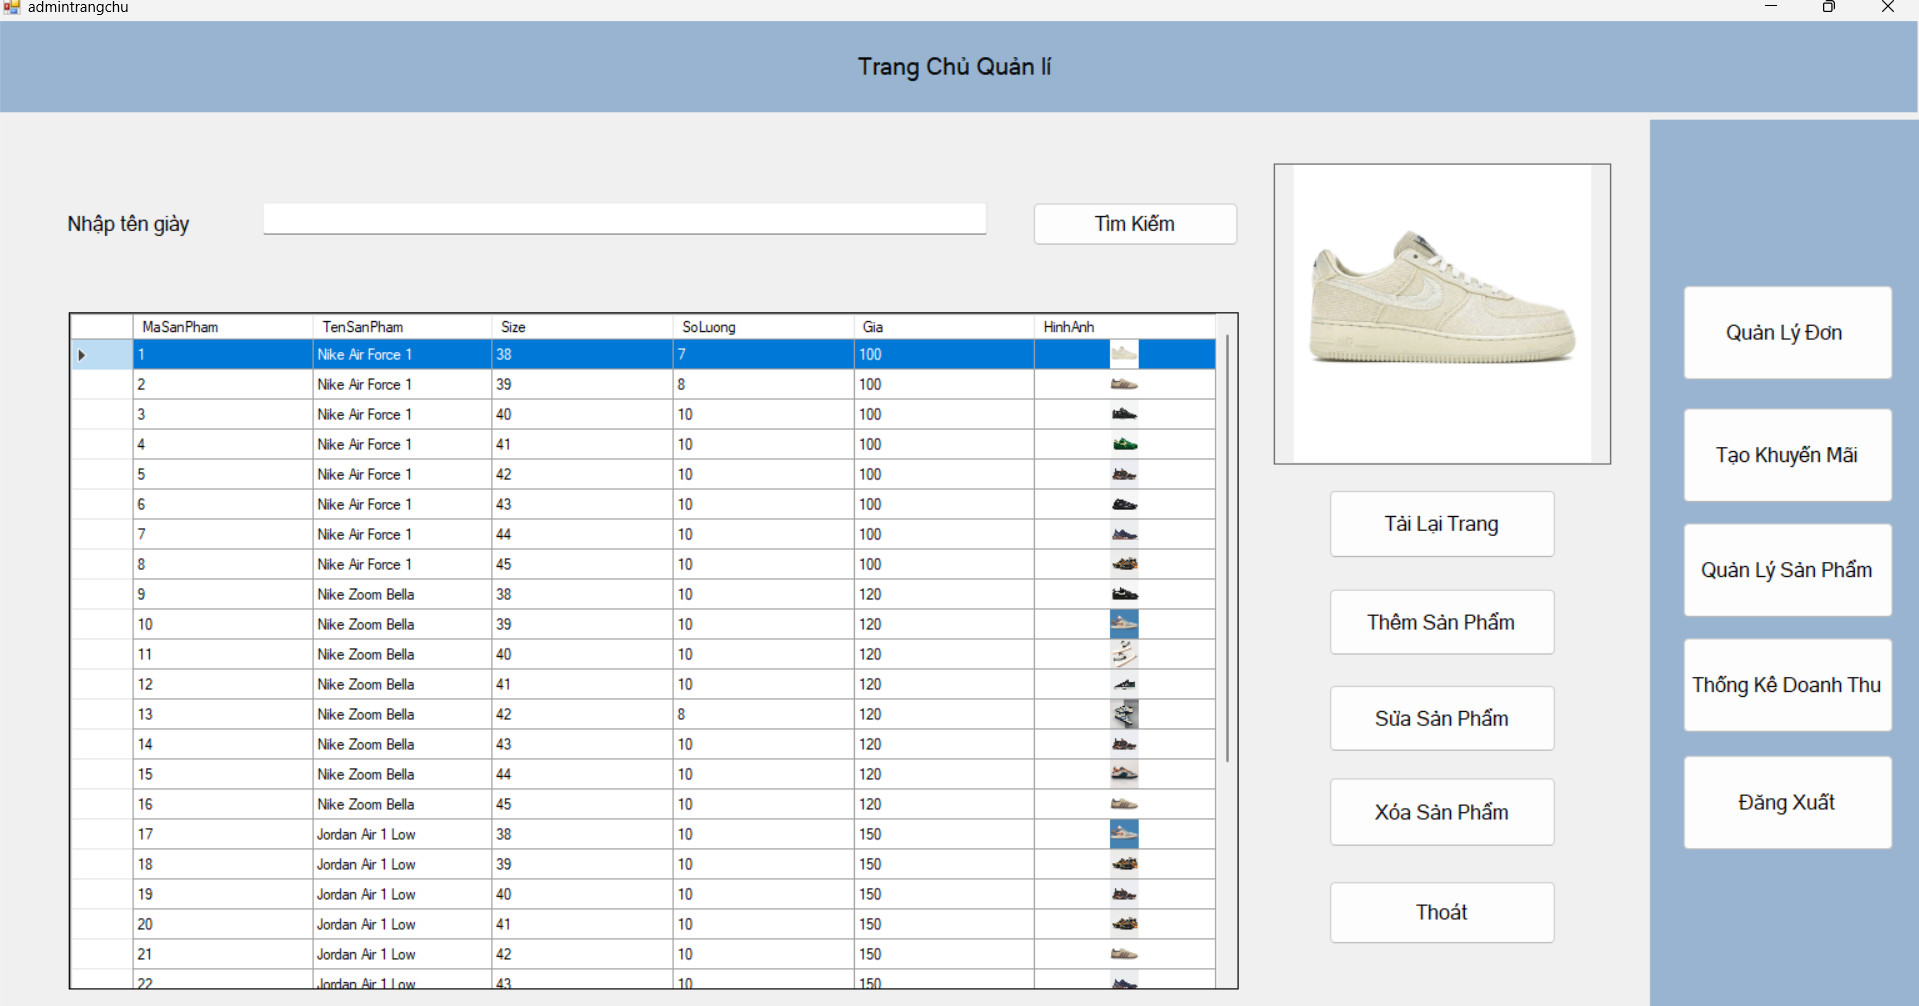 admintrangchu
Trang Chủ Quản lí
Nhập tên giày
Tìm Kiếm
MaSanPham TenSanPham Size SoLuong Gia HinhAnh
1 Nike Air Force 1 38 7 100
2 Nike Air Force 1 39 8 100
3 Nike Air Force 1 40 10 100
4 Nike Air Force 1 41 10 100
5 Nike Air Force 1 42 10 100
6 Nike Air Force 1 43 10 100
7 Nike Air Force 1 44 10 100
8 Nike Air Force 1 45 10 100
9 Nike Zoom Bella 38 10 120
10 Nike Zoom Bella 39 10 120
11 Nike Zoom Bella 40 10 120
12 Nike Zoom Bella 41 10 120
13 Nike Zoom Bella 42 8 120
14 Nike Zoom Bella 43 10 120
15 Nike Zoom Bella 44 10 120
16 Nike Zoom Bella 45 10 120
17 Jordan Air 1 Low 38 10 150
18 Jordan Air 1 Low 39 10 150
19 Jordan Air 1 Low 40 10 150
20 Jordan Air 1 Low 41 10 150
21 Jordan Air 1 Low 42 10 150
22 Jordan Air 1 Low 43 10 150
Tải Lại Trang
Thêm Sản Phẩm
Sửa Sản Phẩm
Xóa Sản Phẩm
Thoát
Quản Lý Đơn
Tạo Khuyến Mãi
Quản Lý Sản Phẩm
Thống Kê Doanh Thu
Đăng Xuất